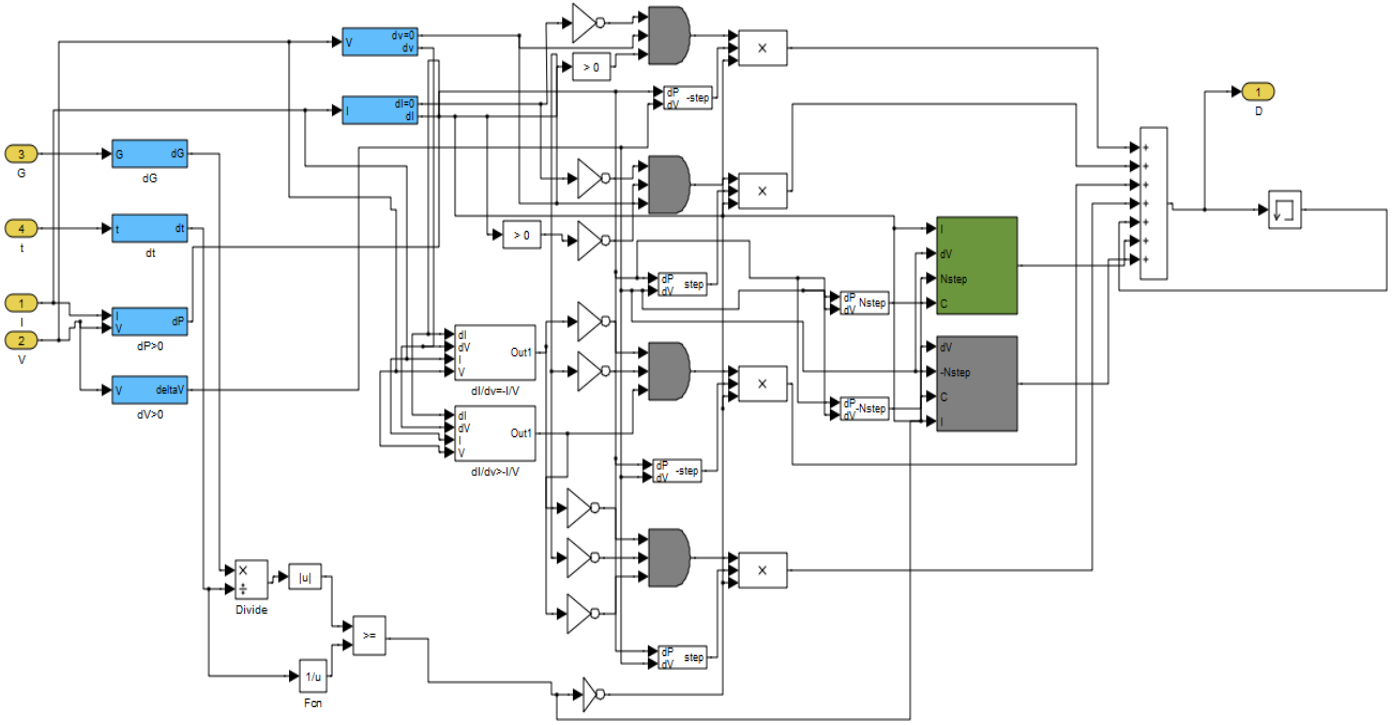 V dv=0
dv
I dI=0
dI
> 0
dP
dV -step
×
1
D
3
G
G dG
dG
4
t
t dt
dt
1
I
2
V
I
V dP
dP>0
V deltaV
dV>0
> 0
×
dP
dV step
dP
dV Nstep
I
dV
Nstep
C
+
+
+
+
+
+
+
dI
dV
I
V
Out1
dI/dv=-I/V
dI
dV
I
V
Out1
dI/dv>-I/V
×
dP
dV -Nstep
dV
-Nstep
C
I
dP
dV -step
×
÷
Divide
|u|
>=
1/u
Fcn
×
dP
dV step